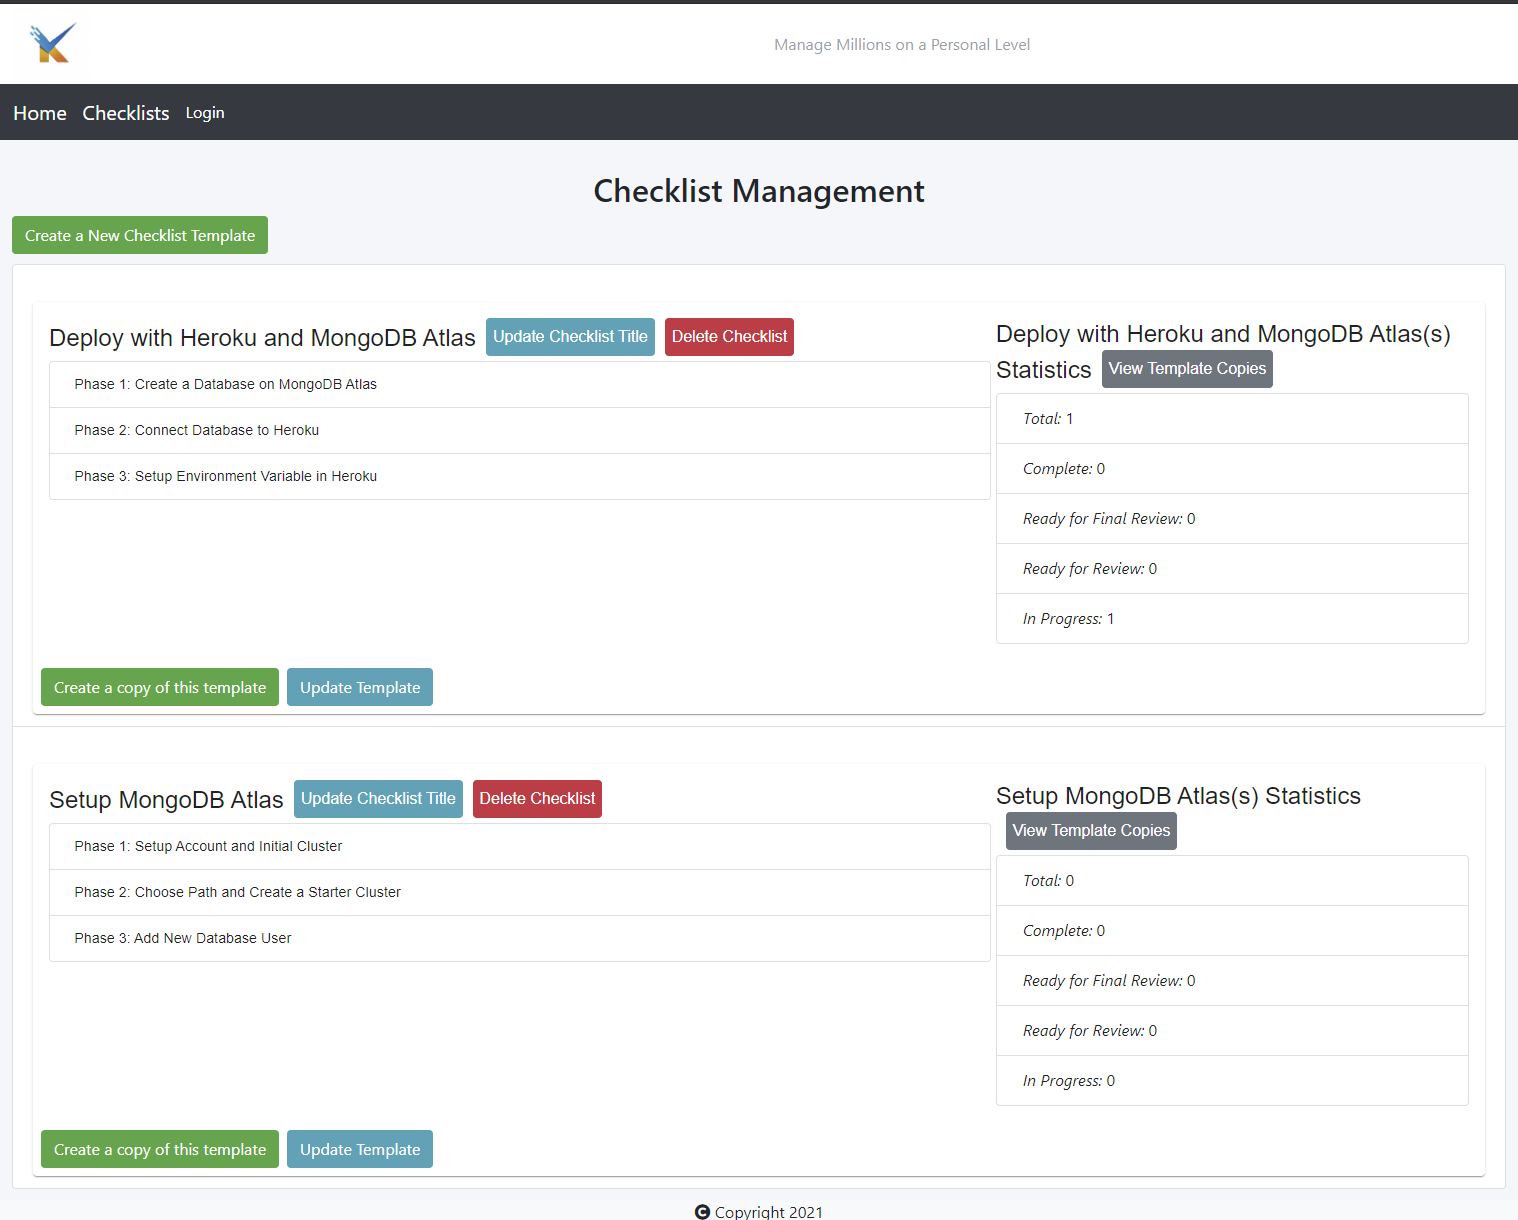 Manage Millions on a Personal Level
Home Checklists Login
Checklist Management
Create a New Checklist Template
Deploy with Heroku and MongoDB Atlas Update Checklist Title Delete Checklist
Phase 1: Create a Database on MongoDB Atlas
Phase 2: Connect Database to Heroku
Phase 3: Setup Environment Variable in Heroku
Deploy with Heroku and MongoDB Atlas(s)
Statistics View Template Copies
Total: 1
Complete: 0
Ready for Final Review: 0
Ready for Review: 0
In Progress: 1
Create a copy of this template Update Template
Setup MongoDB Atlas Update Checklist Title Delete Checklist
Phase 1: Setup Account and Initial Cluster
Phase 2: Choose Path and Create a Starter Cluster
Phase 3: Add New Database User
Setup MongoDB Atlas(s) Statistics
View Template Copies
Total: 0
Complete: 0
Ready for Final Review: 0
Ready for Review: 0
In Progress: 0
Create a copy of this template Update Template
Copyright 2021